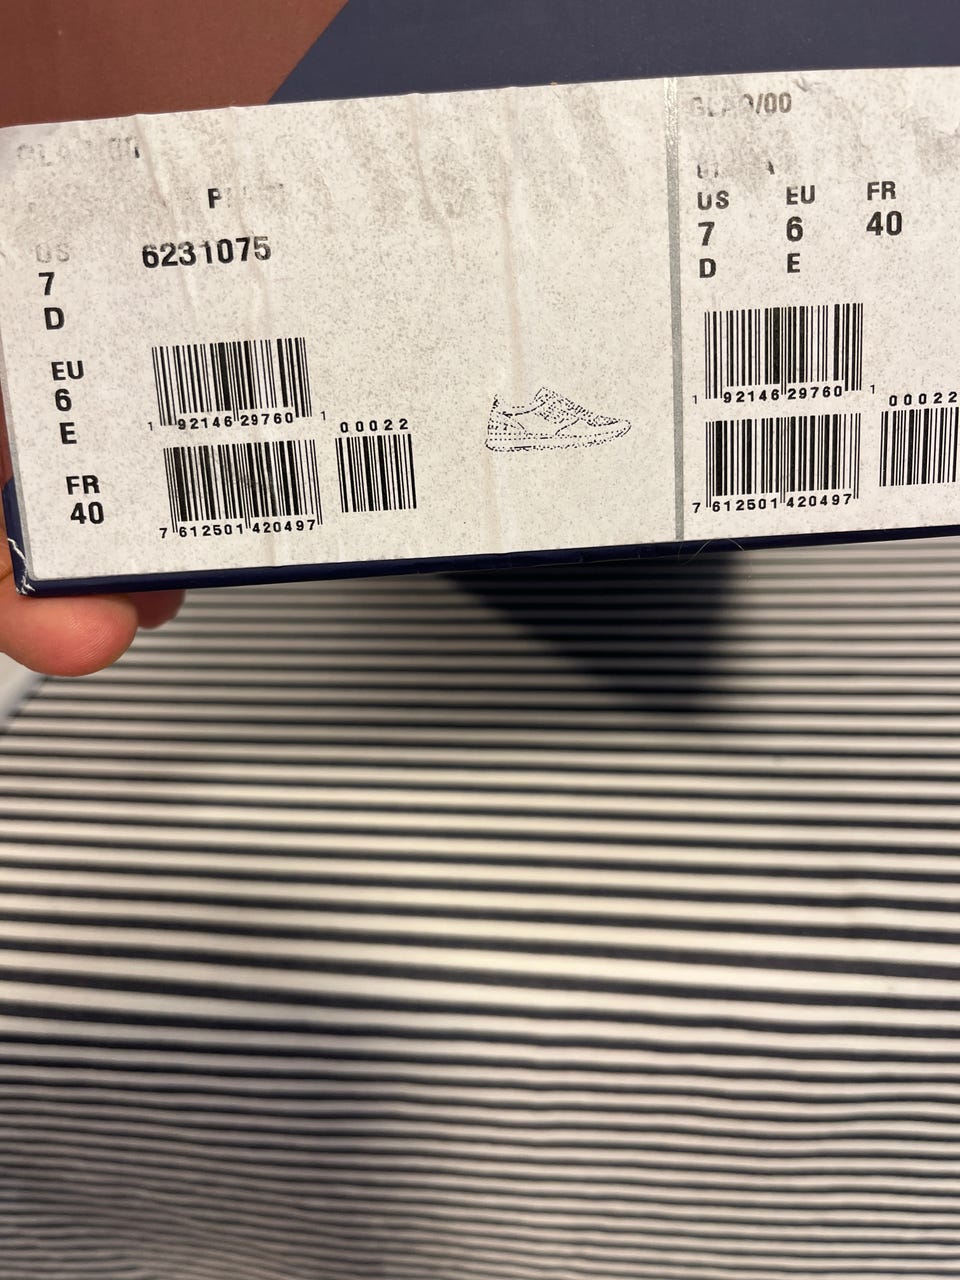 US
7
D
EU
6
E
FR
40
6231075
1 92146 29760 1
7 612501 420497
00022
US EU FR
7 6 40
D E
1 92146 29760 1
7 612501 420497
00022